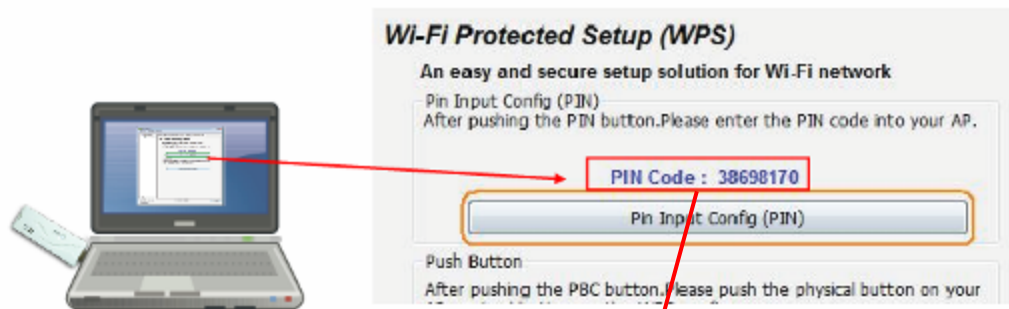 Wi-Fi Protected Setup (WPS)
An easy and secure setup solution for Wi-Fi network
Pin Input Config (PIN)
After pushing the PIN button.Please enter the PIN code into your AP.
PIN Code : 38698170
Pin Input Config (PIN)
Push Button
After pushing the PBC button.Please push the physical button on your